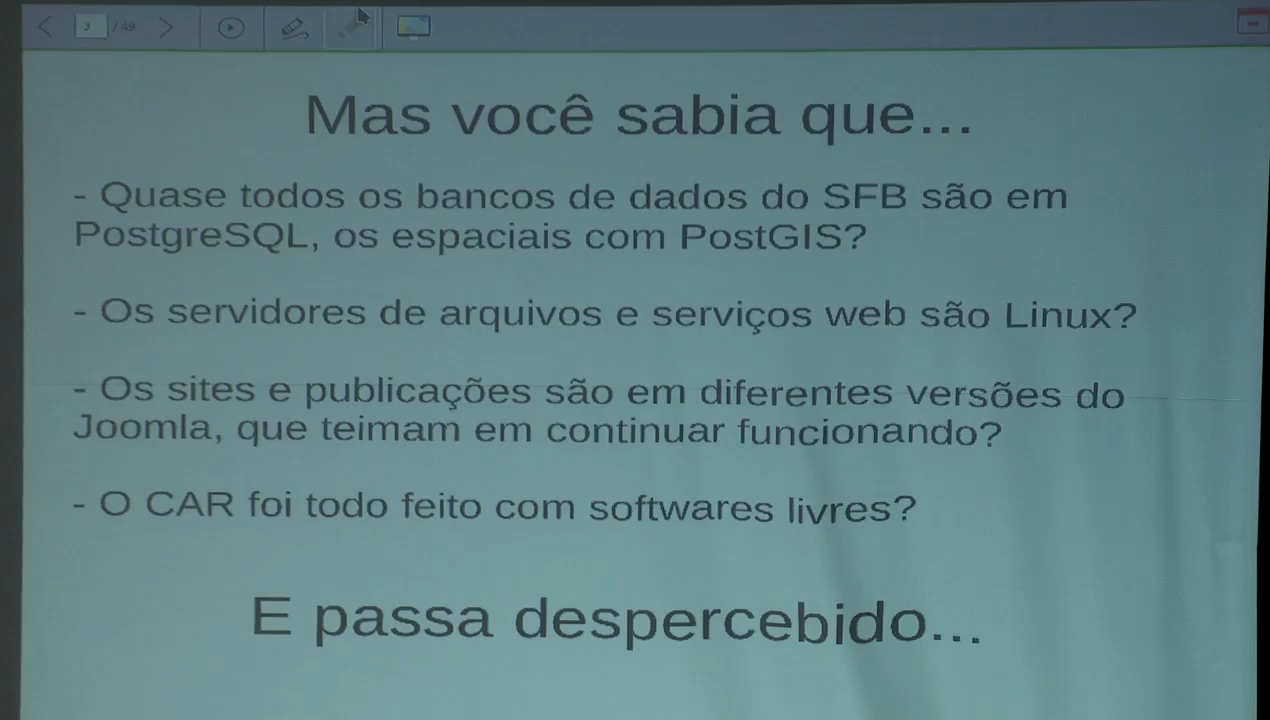 3 / 49
Mas você sabia que...
- Quase todos os bancos de dados do SFB são em
PostgreSQL, os espaciais com PostGIS?
- Os servidores de arquivos e serviços web são Linux?
- Os sites e publicações são em diferentes versões do
Joomla, que teimam em continuar funcionando?
- O CAR foi todo feito com softwares livres?
E passa despercebido...